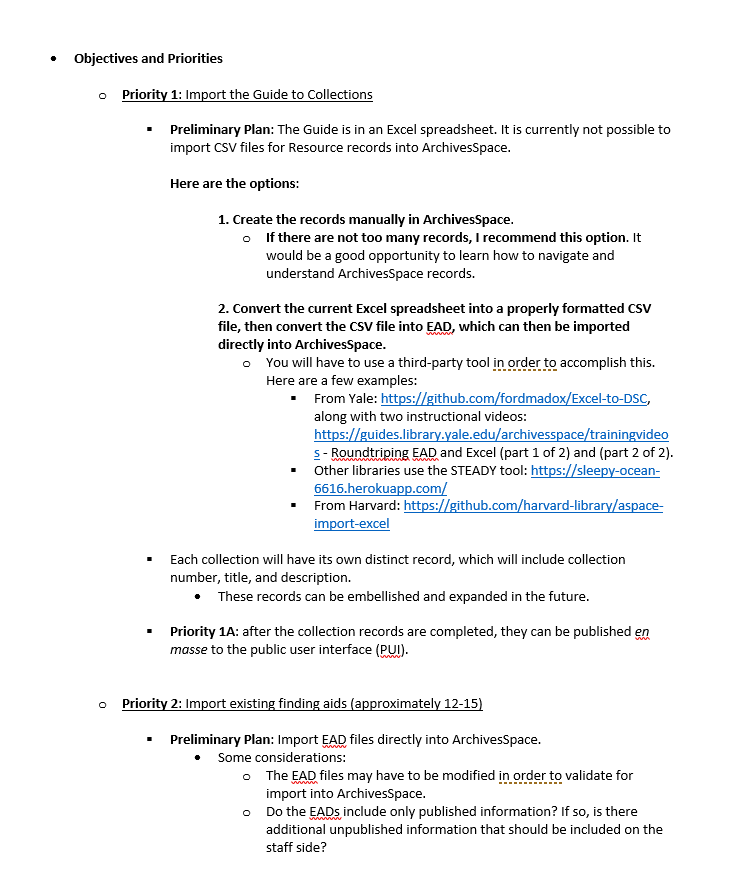 • Objectives and Priorities
o Priority 1: Import the Guide to Collections
▪ Preliminary Plan: The Guide is in an Excel spreadsheet. It is currently not possible to
import CSV files for Resource records into ArchivesSpace.
Here are the options:
1. Create the records manually in ArchivesSpace.
o If there are not too many records, I recommend this option. It
would be a good opportunity to learn how to navigate and
understand ArchivesSpace records.
2. Convert the current Excel spreadsheet into a properly formatted CSV
file, then convert the CSV file into EAD, which can then be imported
directly into ArchivesSpace.
o You will have to use a third-party tool in order to accomplish this.
Here are a few examples:
▪ From Yale: https://github.com/fordmadox/Excel-to-DSC,
along with two instructional videos:
https://guides.library.yale.edu/archivesspace/trainingvideo
s - Roundtriping EAD and Excel (part 1 of 2) and (part 2 of 2).
▪ Other libraries use the STEADY tool: https://sleepy-ocean-
6616.herokuapp.com/
▪ From Harvard: https://github.com/harvard-library/aspace-
import-excel
▪ Each collection will have its own distinct record, which will include collection
number, title, and description.
• These records can be embellished and expanded in the future.
▪ Priority 1A: after the collection records are completed, they can be published en
masse to the public user interface (PUI).
o Priority 2: Import existing finding aids (approximately 12-15)
▪ Preliminary Plan: Import EAD files directly into ArchivesSpace.
• Some considerations:
o The EAD files may have to be modified in order to validate for
import into ArchivesSpace.
o Do the EADs include only published information? If so, is there
additional unpublished information that should be included on the
staff side?